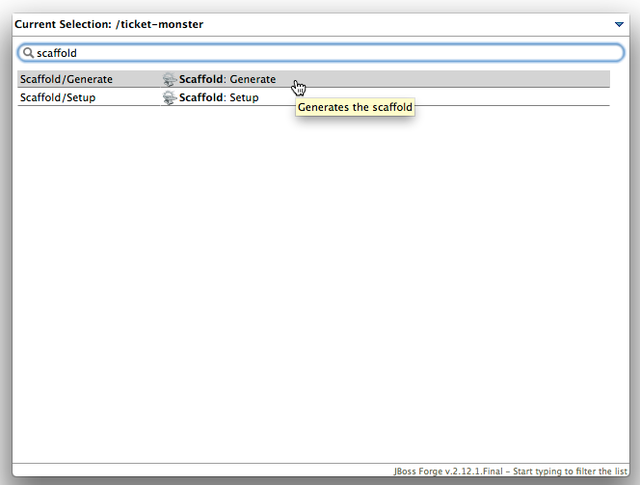 Current Selection: /ticket-monster
scaffold
Scaffold/Generate Scaffold: Generate
Scaffold/Setup Scaffold: Setup
Generates the scaffold
JBoss Forge v.2.12.1.Final - Start typing to filter the list